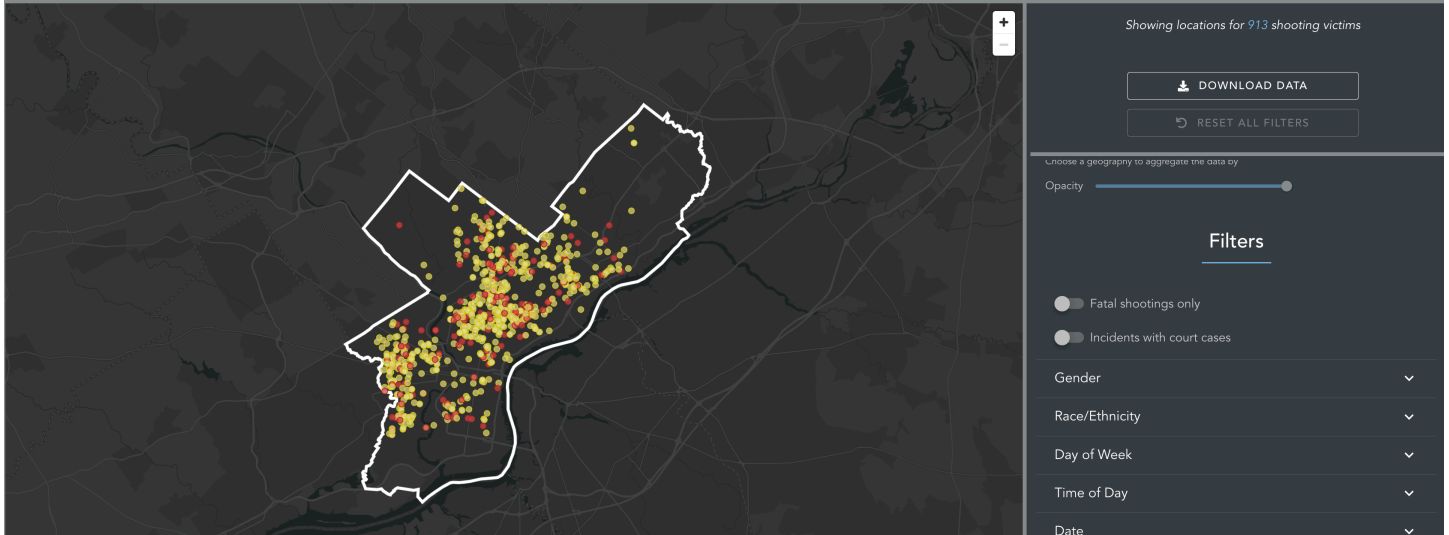 Showing locations for 913 shooting victims
DOWNLOAD DATA
RESET ALL FILTERS
Choose a geography to aggregate the data by
Opacity
Filters
Fatal shootings only
Incidents with court cases
Gender
Race/Ethnicity
Day of Week
Time of Day
Date